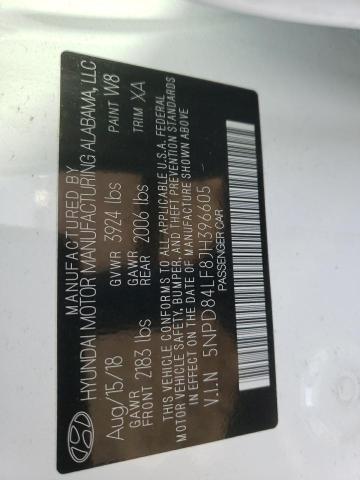 MANUFACTURED BY
HYUNDAI MOTOR MANUFACTURING ALABAMA, LLC
Aug/15/18 GVWR 3924 lbs PAINT W8
GAWR FRONT 2183 lbs GAWR REAR 2006 lbs TRIM XA
THIS VEHICLE CONFORMS TO ALL APPLICABLE U.S.A. FEDERAL
MOTOR VEHICLE SAFETY, BUMPER, AND THEFT PREVENTION STANDARDS
IN EFFECT ON THE DATE OF MANUFACTURE SHOWN ABOVE
V.I.N 5NPD84LF8JH396605
PASSENGER CAR